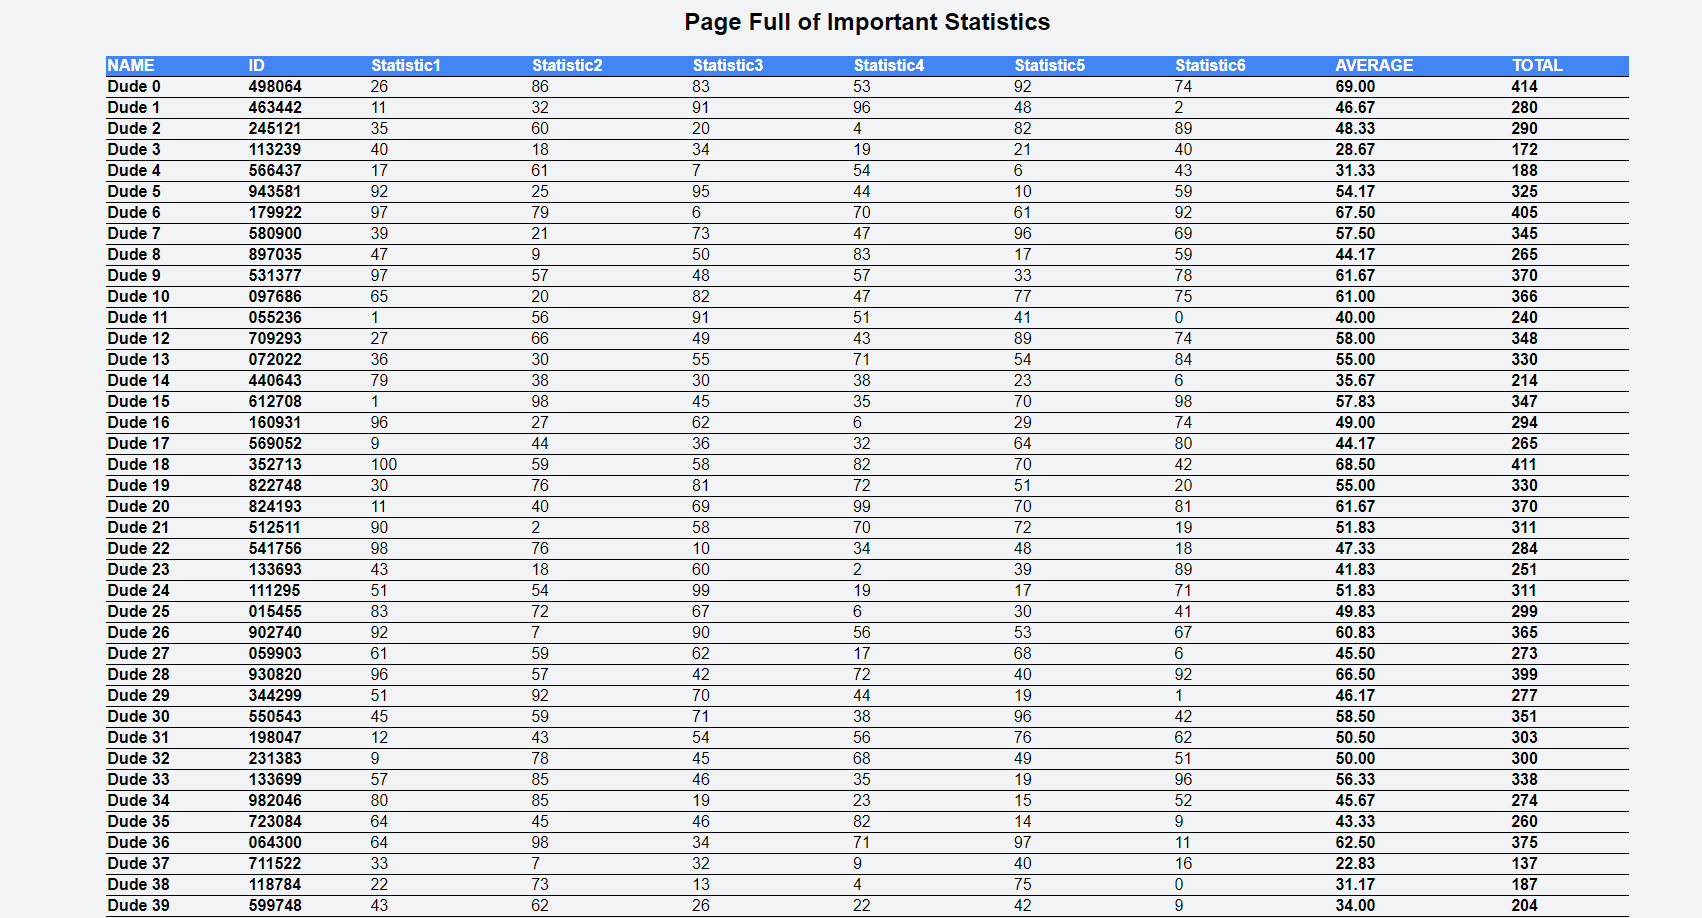 Page Full of Important Statistics
NAME ID Statistic1 Statistic2 Statistic3 Statistic4 Statistic5 Statistic6 AVERAGE TOTAL
Dude 0 498064 26 86 83 53 92 74 69.00 414
Dude 1 463442 11 32 91 96 48 2 46.67 280
Dude 2 245121 35 60 20 4 82 89 48.33 290
Dude 3 113239 40 18 34 19 21 40 28.67 172
Dude 4 566437 17 61 7 54 6 43 31.33 188
Dude 5 943581 92 25 95 44 10 59 54.17 325
Dude 6 179922 97 79 6 70 61 92 67.50 405
Dude 7 580900 39 21 73 47 96 69 57.50 345
Dude 8 897035 47 9 50 83 17 59 44.17 265
Dude 9 531377 97 57 48 57 33 78 61.67 370
Dude 10 097686 65 20 82 47 77 75 61.00 366
Dude 11 055236 1 56 91 51 41 0 40.00 240
Dude 12 709293 27 66 49 43 89 74 58.00 348
Dude 13 072022 36 30 55 71 54 84 55.00 330
Dude 14 440643 79 38 30 38 23 6 35.67 214
Dude 15 612708 1 98 45 35 70 98 57.83 347
Dude 16 160931 96 27 62 6 29 74 49.00 294
Dude 17 569052 9 44 36 32 64 80 44.17 265
Dude 18 352713 100 59 58 82 70 42 68.50 411
Dude 19 822748 30 76 81 72 51 20 55.00 330
Dude 20 824193 11 40 69 99 70 81 61.67 370
Dude 21 512511 90 2 58 70 72 19 51.83 311
Dude 22 541756 98 76 10 34 48 18 47.33 284
Dude 23 133693 43 18 60 2 39 89 41.83 251
Dude 24 111295 51 54 99 19 17 71 51.83 311
Dude 25 015455 83 72 67 6 30 41 49.83 299
Dude 26 902740 92 7 90 56 53 67 60.83 365
Dude 27 059903 61 59 62 17 68 6 45.50 273
Dude 28 930820 96 57 42 72 40 92 66.50 399
Dude 29 344299 51 92 70 44 19 1 46.17 277
Dude 30 550543 45 59 71 38 96 42 58.50 351
Dude 31 198047 12 43 54 56 76 62 50.50 303
Dude 32 231383 9 78 45 68 49 51 50.00 300
Dude 33 133699 57 85 46 35 19 96 56.33 338
Dude 34 982046 80 85 19 23 15 52 45.67 274
Dude 35 723084 64 45 46 82 14 9 43.33 260
Dude 36 064300 64 98 34 71 97 11 62.50 375
Dude 37 711522 33 7 32 9 40 16 22.83 137
Dude 38 118784 22 73 13 4 75 0 31.17 187
Dude 39 599748 43 62 26 22 42 9 34.00 204